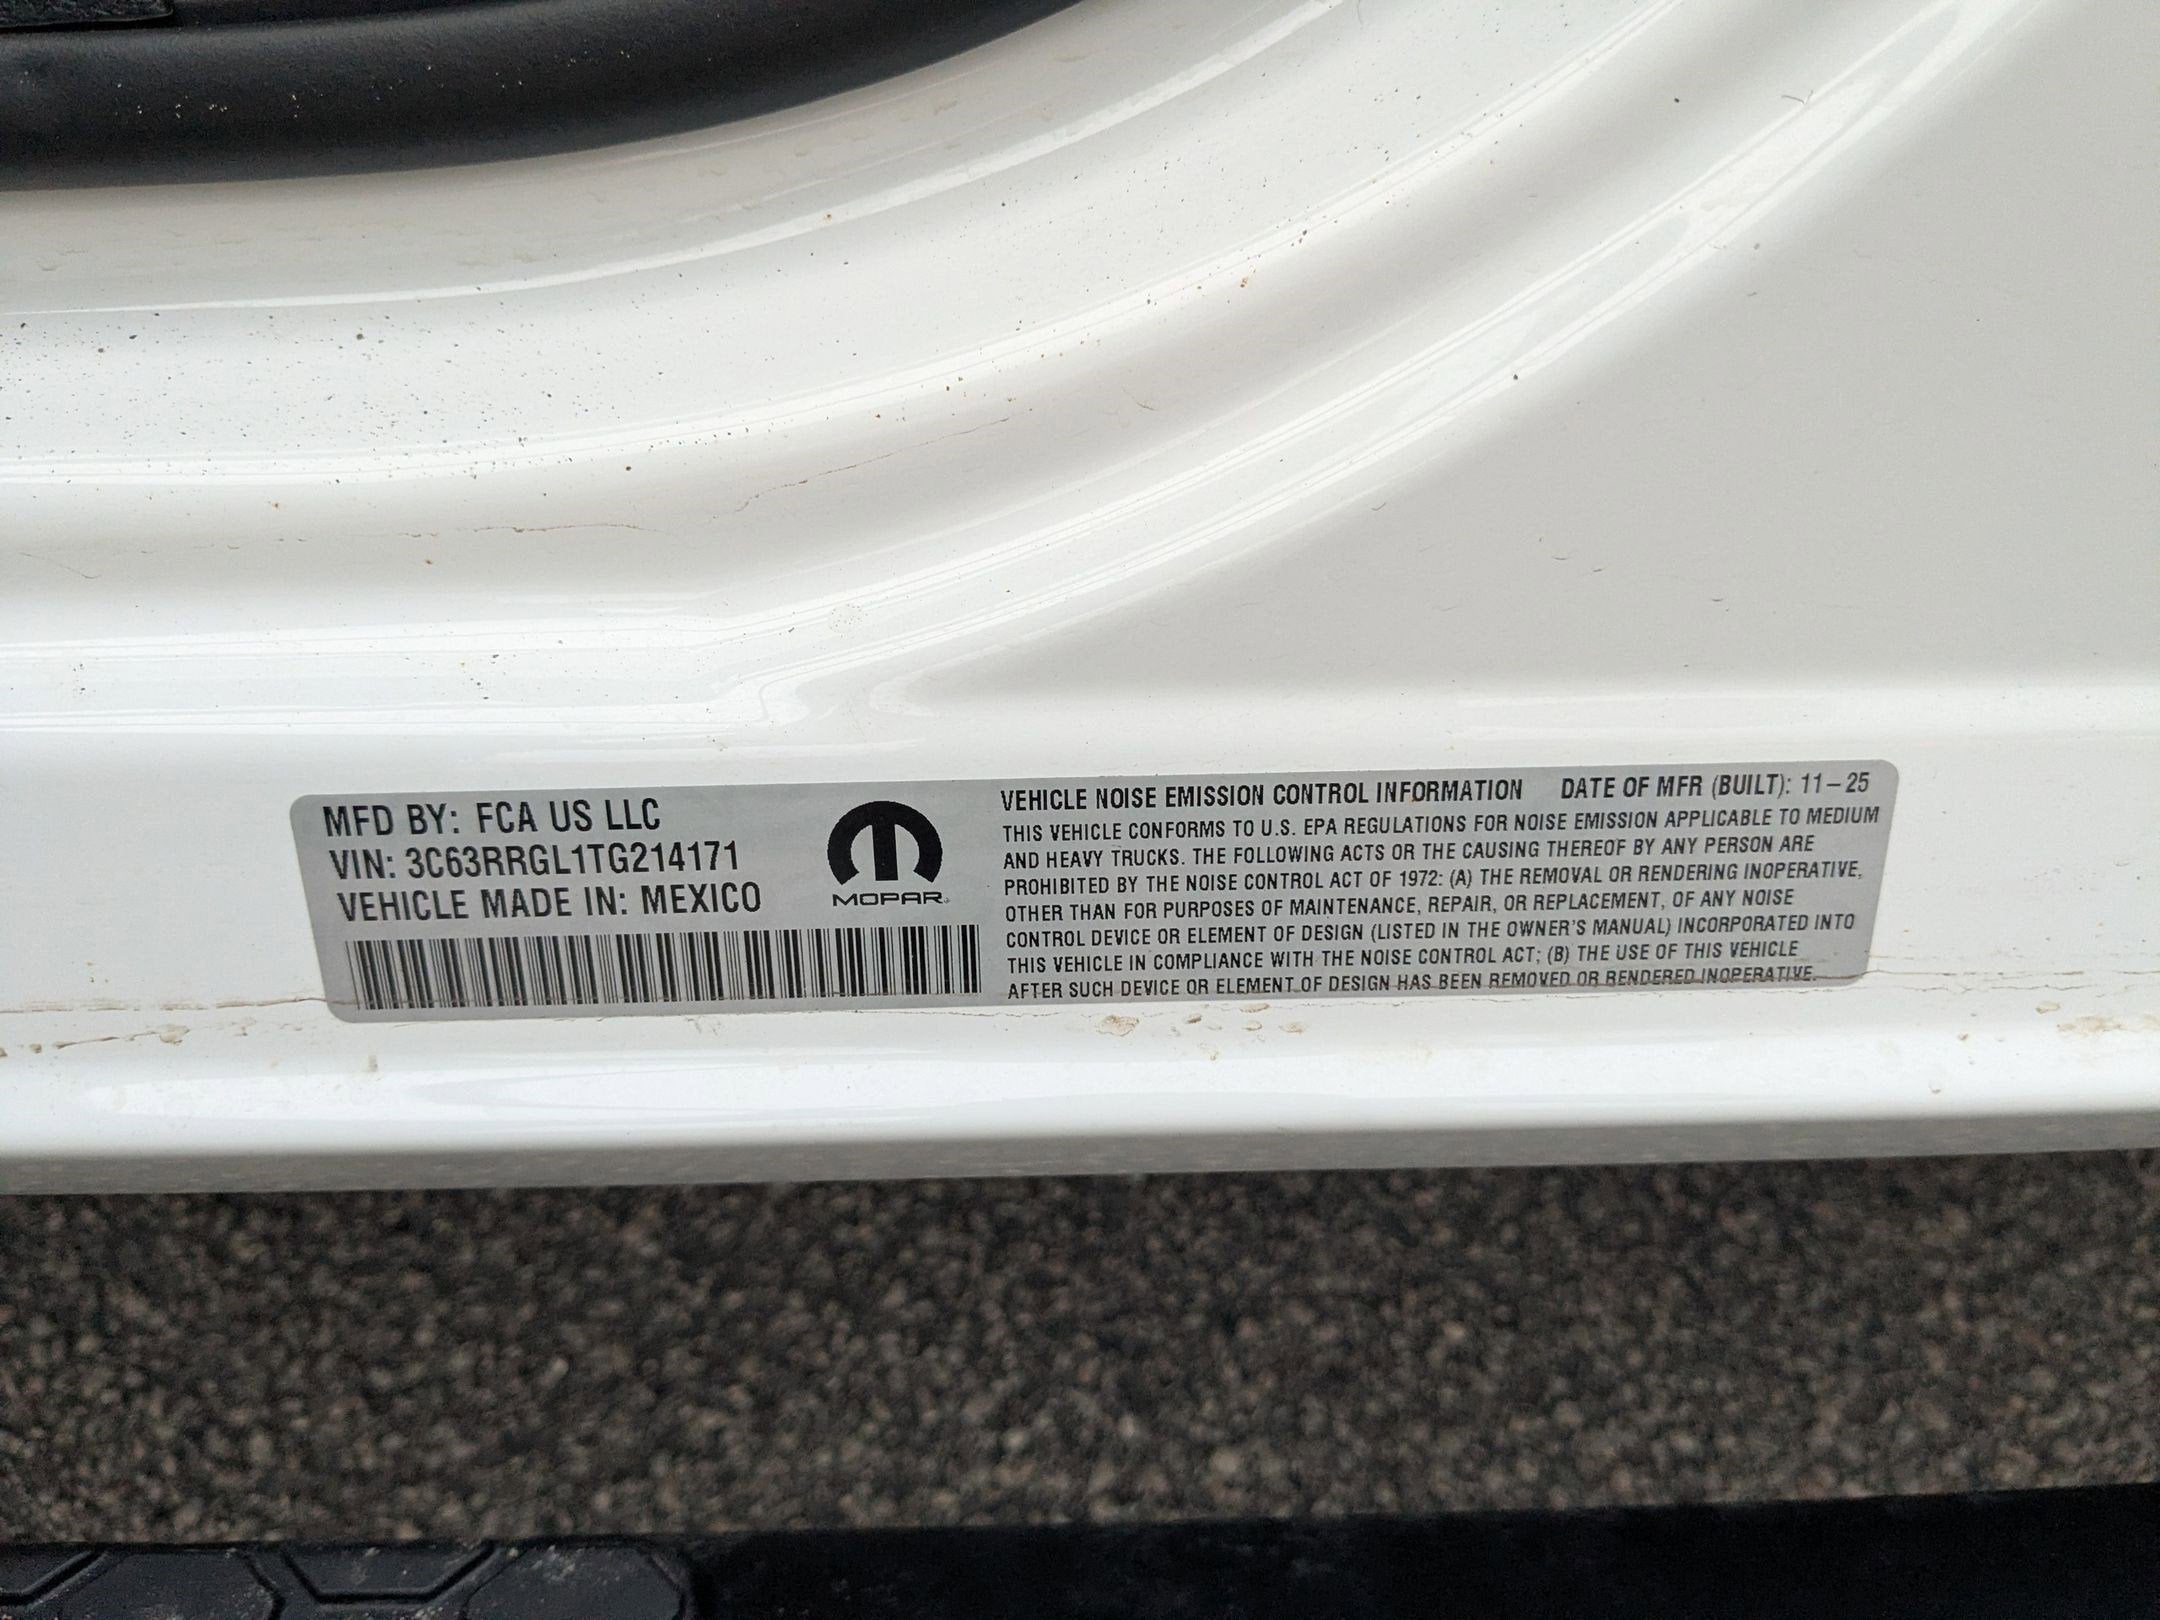 MFD BY: FCA US LLC
VIN: 3C63RRGL1TG214171
VEHICLE MADE IN: MEXICO
MOPAR
VEHICLE NOISE EMISSION CONTROL INFORMATION DATE OF MFR (BUILT): 11-25
THIS VEHICLE CONFORMS TO U.S. EPA REGULATIONS FOR NOISE EMISSION APPLICABLE TO MEDIUM
AND HEAVY TRUCKS. THE FOLLOWING ACTS OR THE CAUSING THEREOF BY ANY PERSON ARE
PROHIBITED BY THE NOISE CONTROL ACT OF 1972: (A) THE REMOVAL OR RENDERING INOPERATIVE,
OTHER THAN FOR PURPOSES OF MAINTENANCE, REPAIR, OR REPLACEMENT, OF ANY NOISE
CONTROL DEVICE OR ELEMENT OF DESIGN (LISTED IN THE OWNER'S MANUAL) INCORPORATED INTO
THIS VEHICLE IN COMPLIANCE WITH THE NOISE CONTROL ACT; (B) THE USE OF THIS VEHICLE
AFTER SUCH DEVICE OR ELEMENT OF DESIGN HAS BEEN REMOVED OR RENDERED INOPERATIVE.